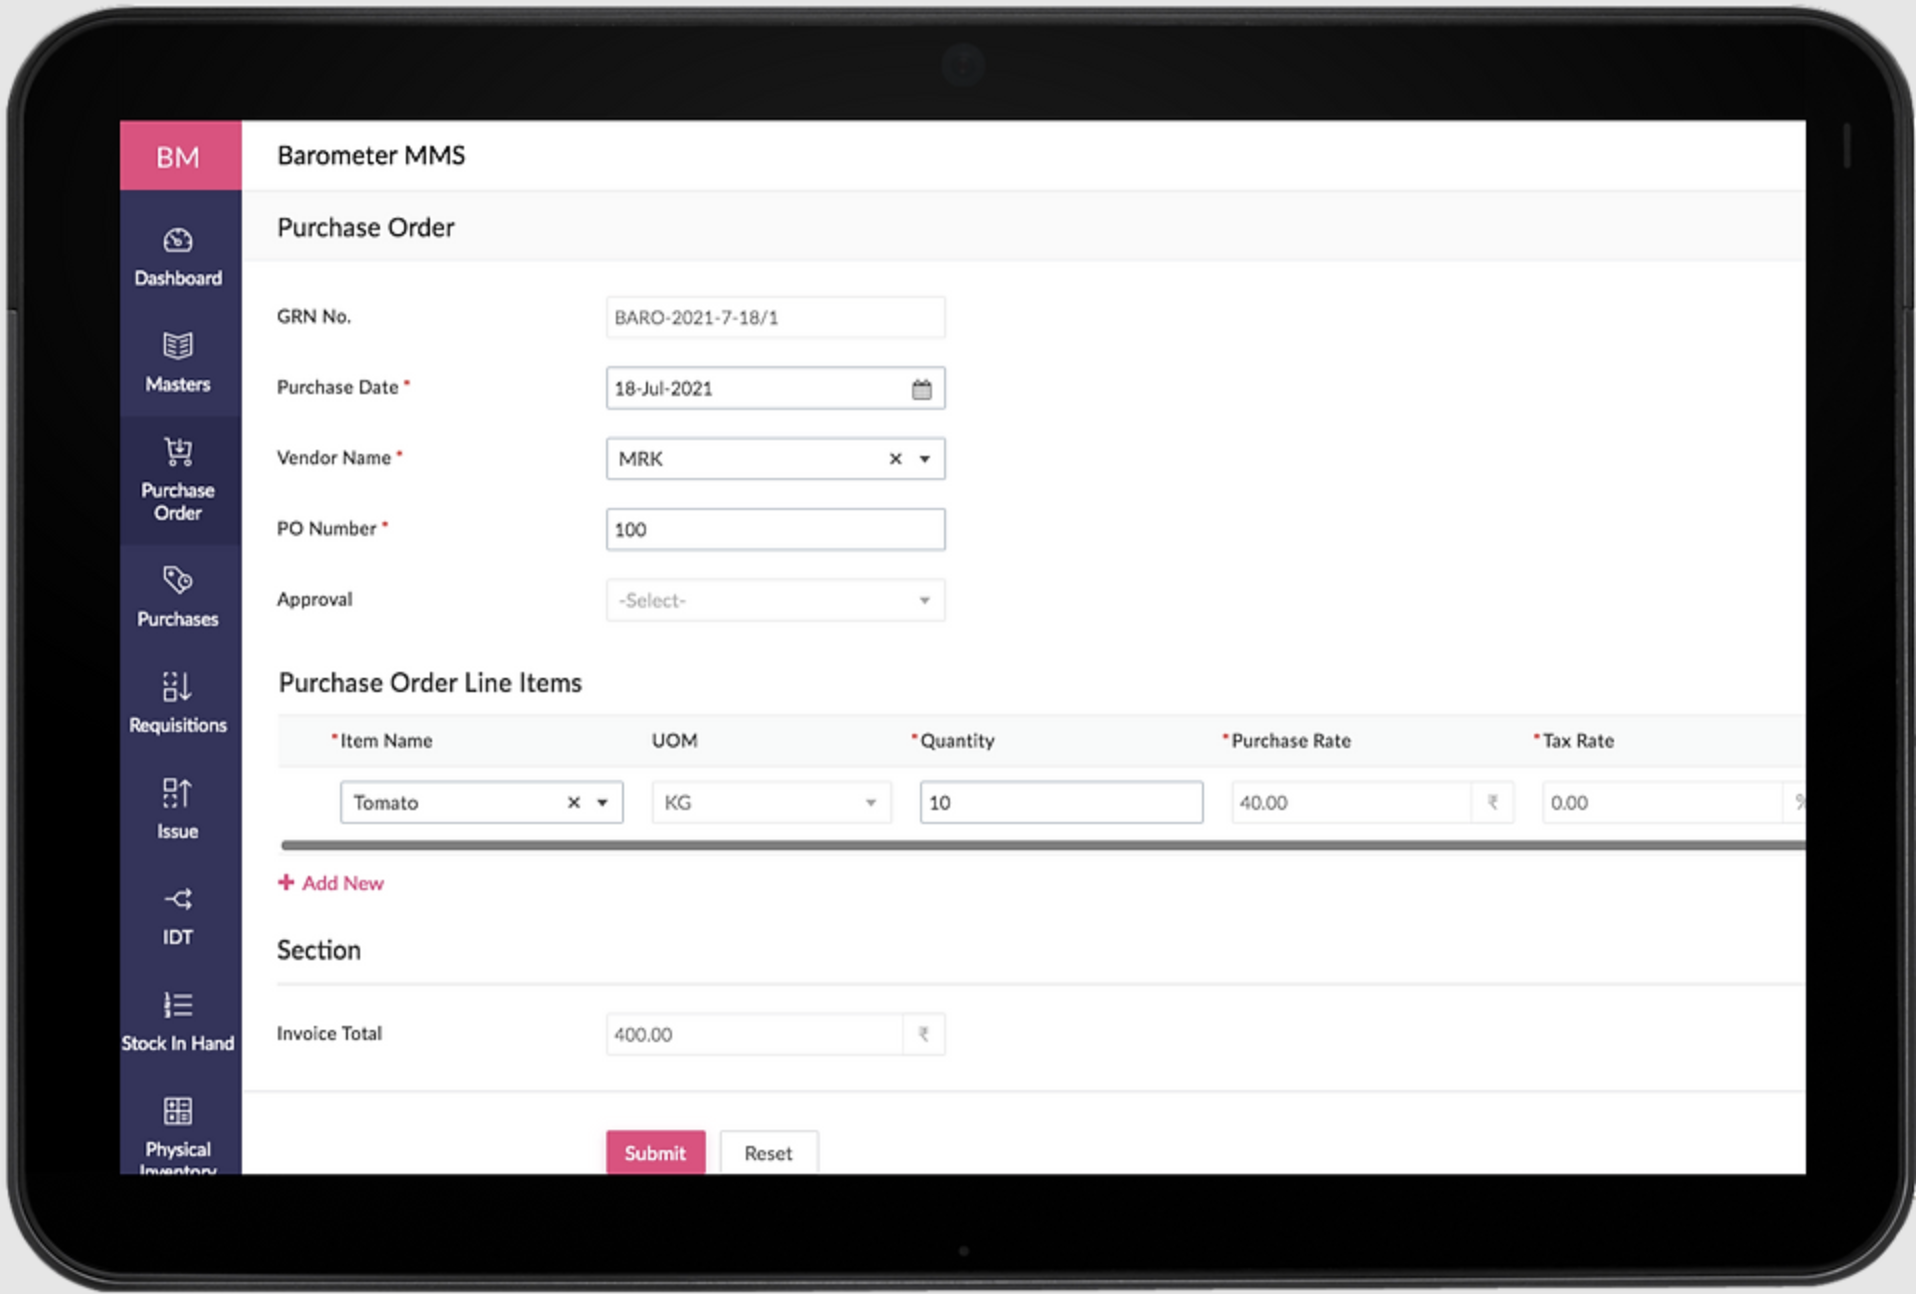 BM
Barometer MMS
Purchase Order
Dashboard
Masters
Purchase
Order
Purchases
Requisitions
Issue
IDT
Stock In Hand
Physical
Inventory
GRN No.
BARO-2021-7-18/1
Purchase Date *
18-Jul-2021
Vendor Name *
MRK
PO Number *
100
Approval
-Select-
Purchase Order Line Items
*Item Name UOM *Quantity *Purchase Rate *Tax Rate
Tomato KG 10 40.00 ₹ 0.00 %
+ Add New
Section
Invoice Total
400.00 ₹
Submit Reset